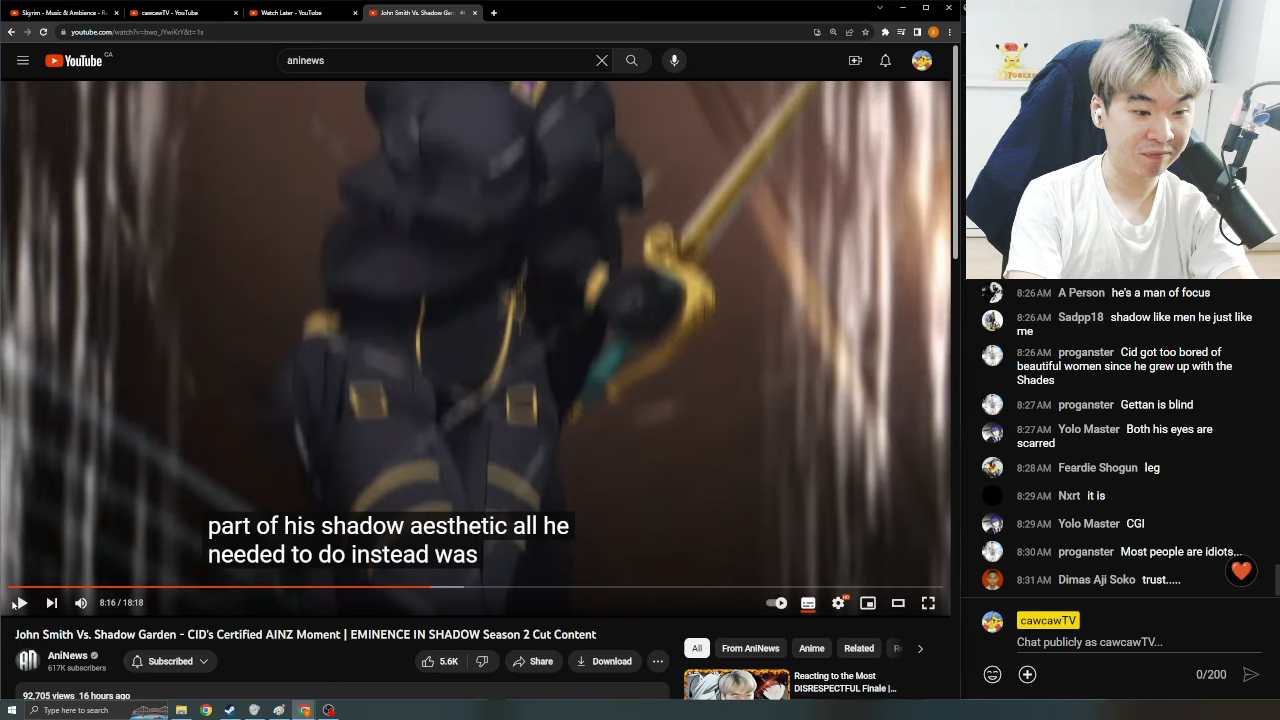 Skyrim - Music & Ambience - R
cawcawTV - YouTube
Watch Later - YouTube
John Smith Vs. Shadow Gar
youtube.com/watch?v=bwo_JYwiKrY&t=1s
YouTube CA
aninews
part of his shadow aesthetic all he
needed to do instead was
8:16 / 18:18
John Smith Vs. Shadow Garden - CID's Certified AINZ Moment | EMINENCE IN SHADOW Season 2 Cut Content
AniNews
617K subscribers
Subscribed
5.6K
Share
Download
92,705 views 16 hours ago
All
From AniNews
Anime
Related
Reacting to the Most
DISRESPECTFUL Finale |...
8:26 AM A Person he's a man of focus
8:26 AM Sadpp18 shadow like men he just like
me
8:26 AM proganster Cid got too bored of
beautiful women since he grew up with the
Shades
8:27 AM proganster Gettan is blind
8:27 AM Yolo Master Both his eyes are
scarred
8:28 AM Feardie Shogun leg
8:29 AM Nxrt it is
8:29 AM Yolo Master CGI
8:30 AM proganster Most people are idiots...
8:31 AM Dimas Aji Soko trust.....
cawcawTV
Chat publicly as cawcawTV...
0/200
Type here to search